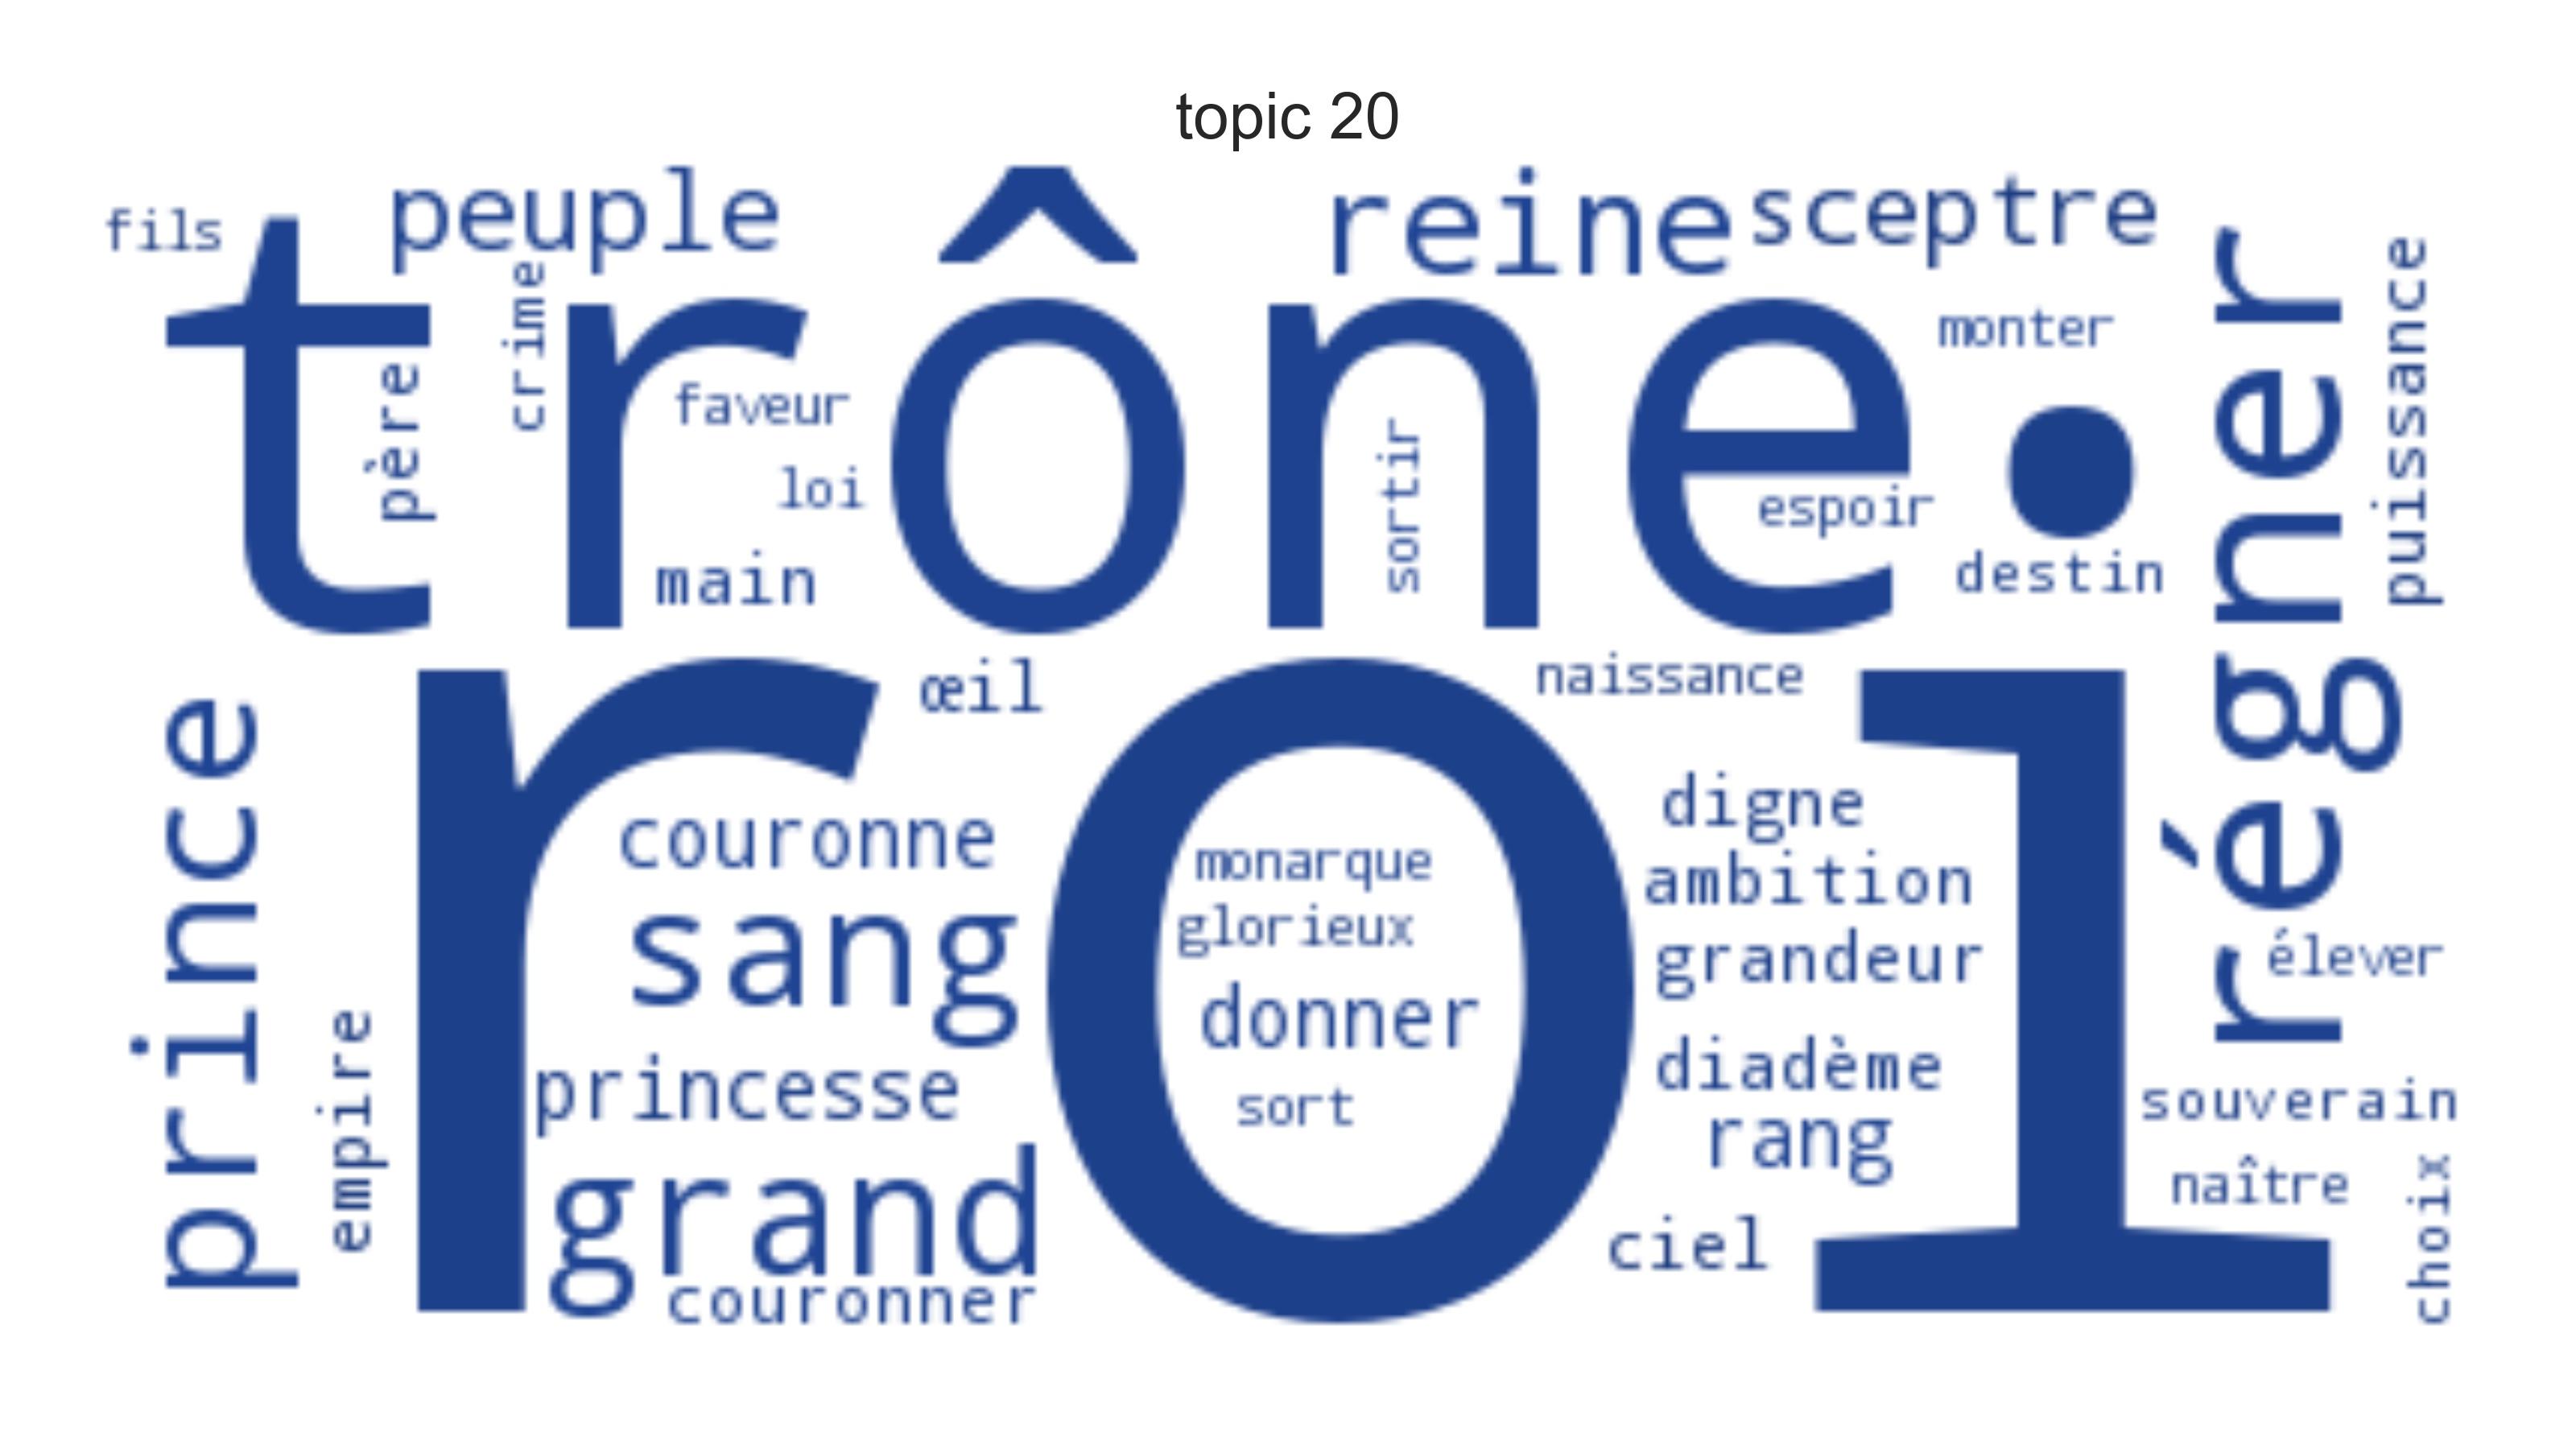 topic 20
fils
peuple
reine
sceptre
trône
crime
père
faveur
loi
main
sortir
espoir
monter
destin
régner
puissance
roi
œil
naissance
prince
empire
couronne
sang
princesse
grand
couronner
monarque
glorieux
donner
sort
digne
ambition
grandeur
diadème
rang
ciel
élever
souverain
naître
choix